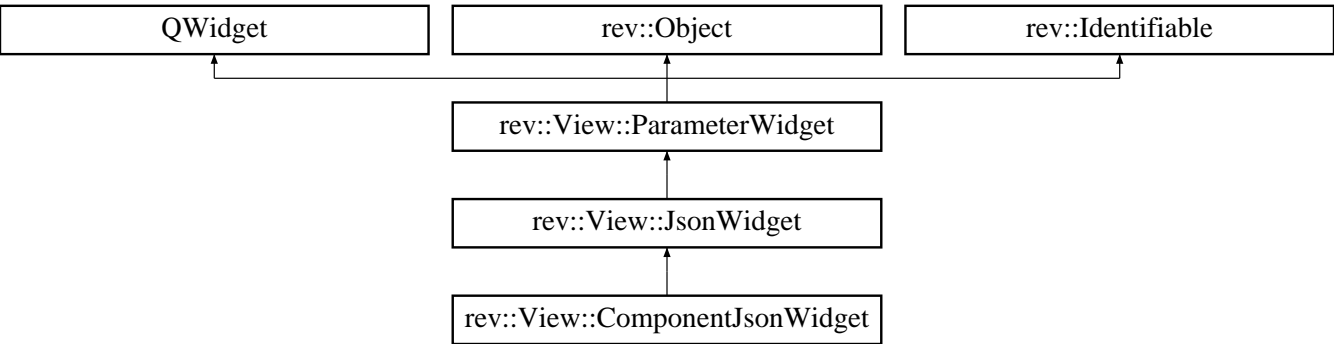 QWidget
rev::Object
rev::Identifiable
rev::View::ParameterWidget
rev::View::JsonWidget
rev::View::ComponentJsonWidget